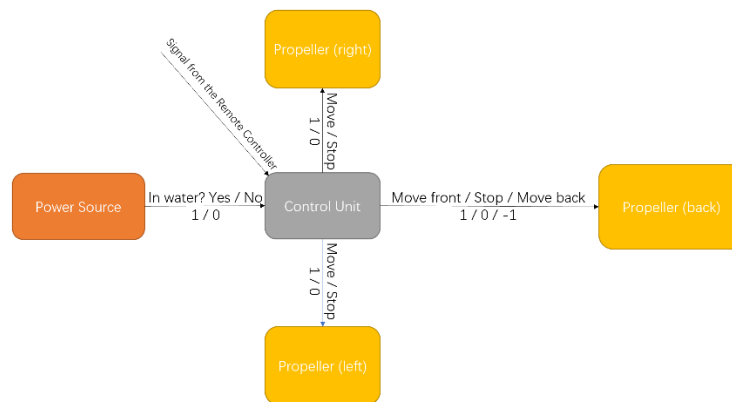 Propeller (right)
Signal from the Remote Controller
Move / Stop
1 / 0
Power Source
In water? Yes / No
1 / 0
Control Unit
Move front / Stop / Move back
1 / 0 / -1
Propeller (back)
Move / Stop
1 / 0
Propeller (left)